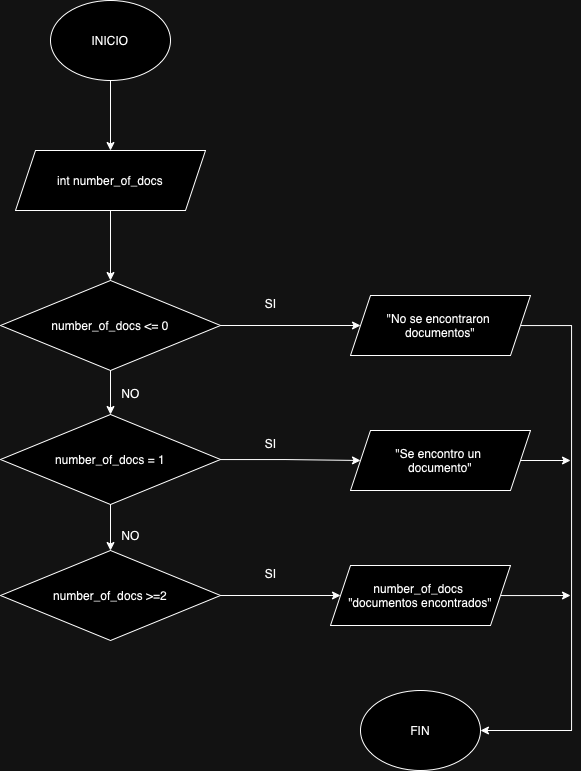 INICIO
int number_of_docs
number_of_docs <= 0
SI
"No se encontraron
documentos"
NO
number_of_docs = 1
SI
"Se encontro un
documento"
NO
number_of_docs >=2
SI
number_of_docs
"documentos encontrados"
FIN